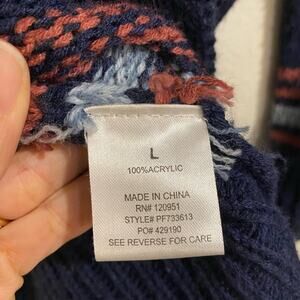 L
100%ACRYLIC
MADE IN CHINA
RN# 120951
STYLE# PF733613
PO# 429190
SEE REVERSE FOR CARE